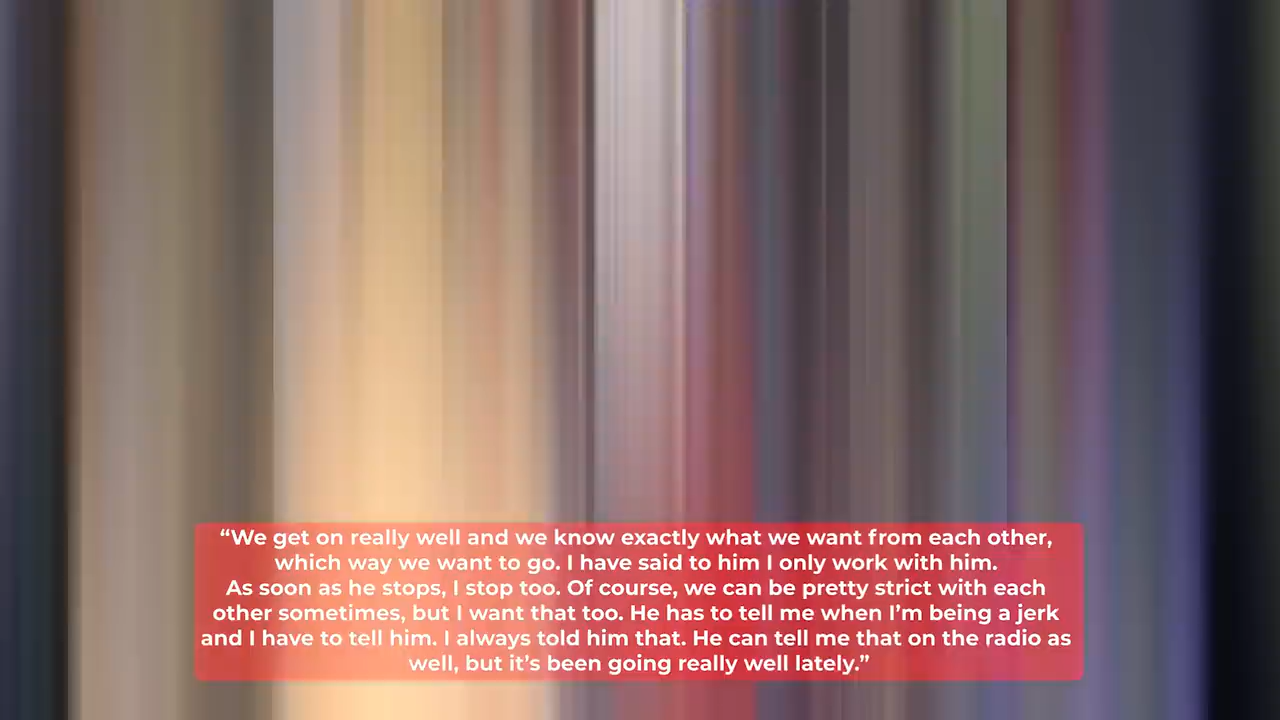 “We get on really well and we know exactly what we want from each other,
which way we want to go. I have said to him I only work with him.
As soon as he stops, I stop too. Of course, we can be pretty strict with each
other sometimes, but I want that too. He has to tell me when I’m being a jerk
and I have to tell him. I always told him that. He can tell me that on the radio as
well, but it’s been going really well lately.”